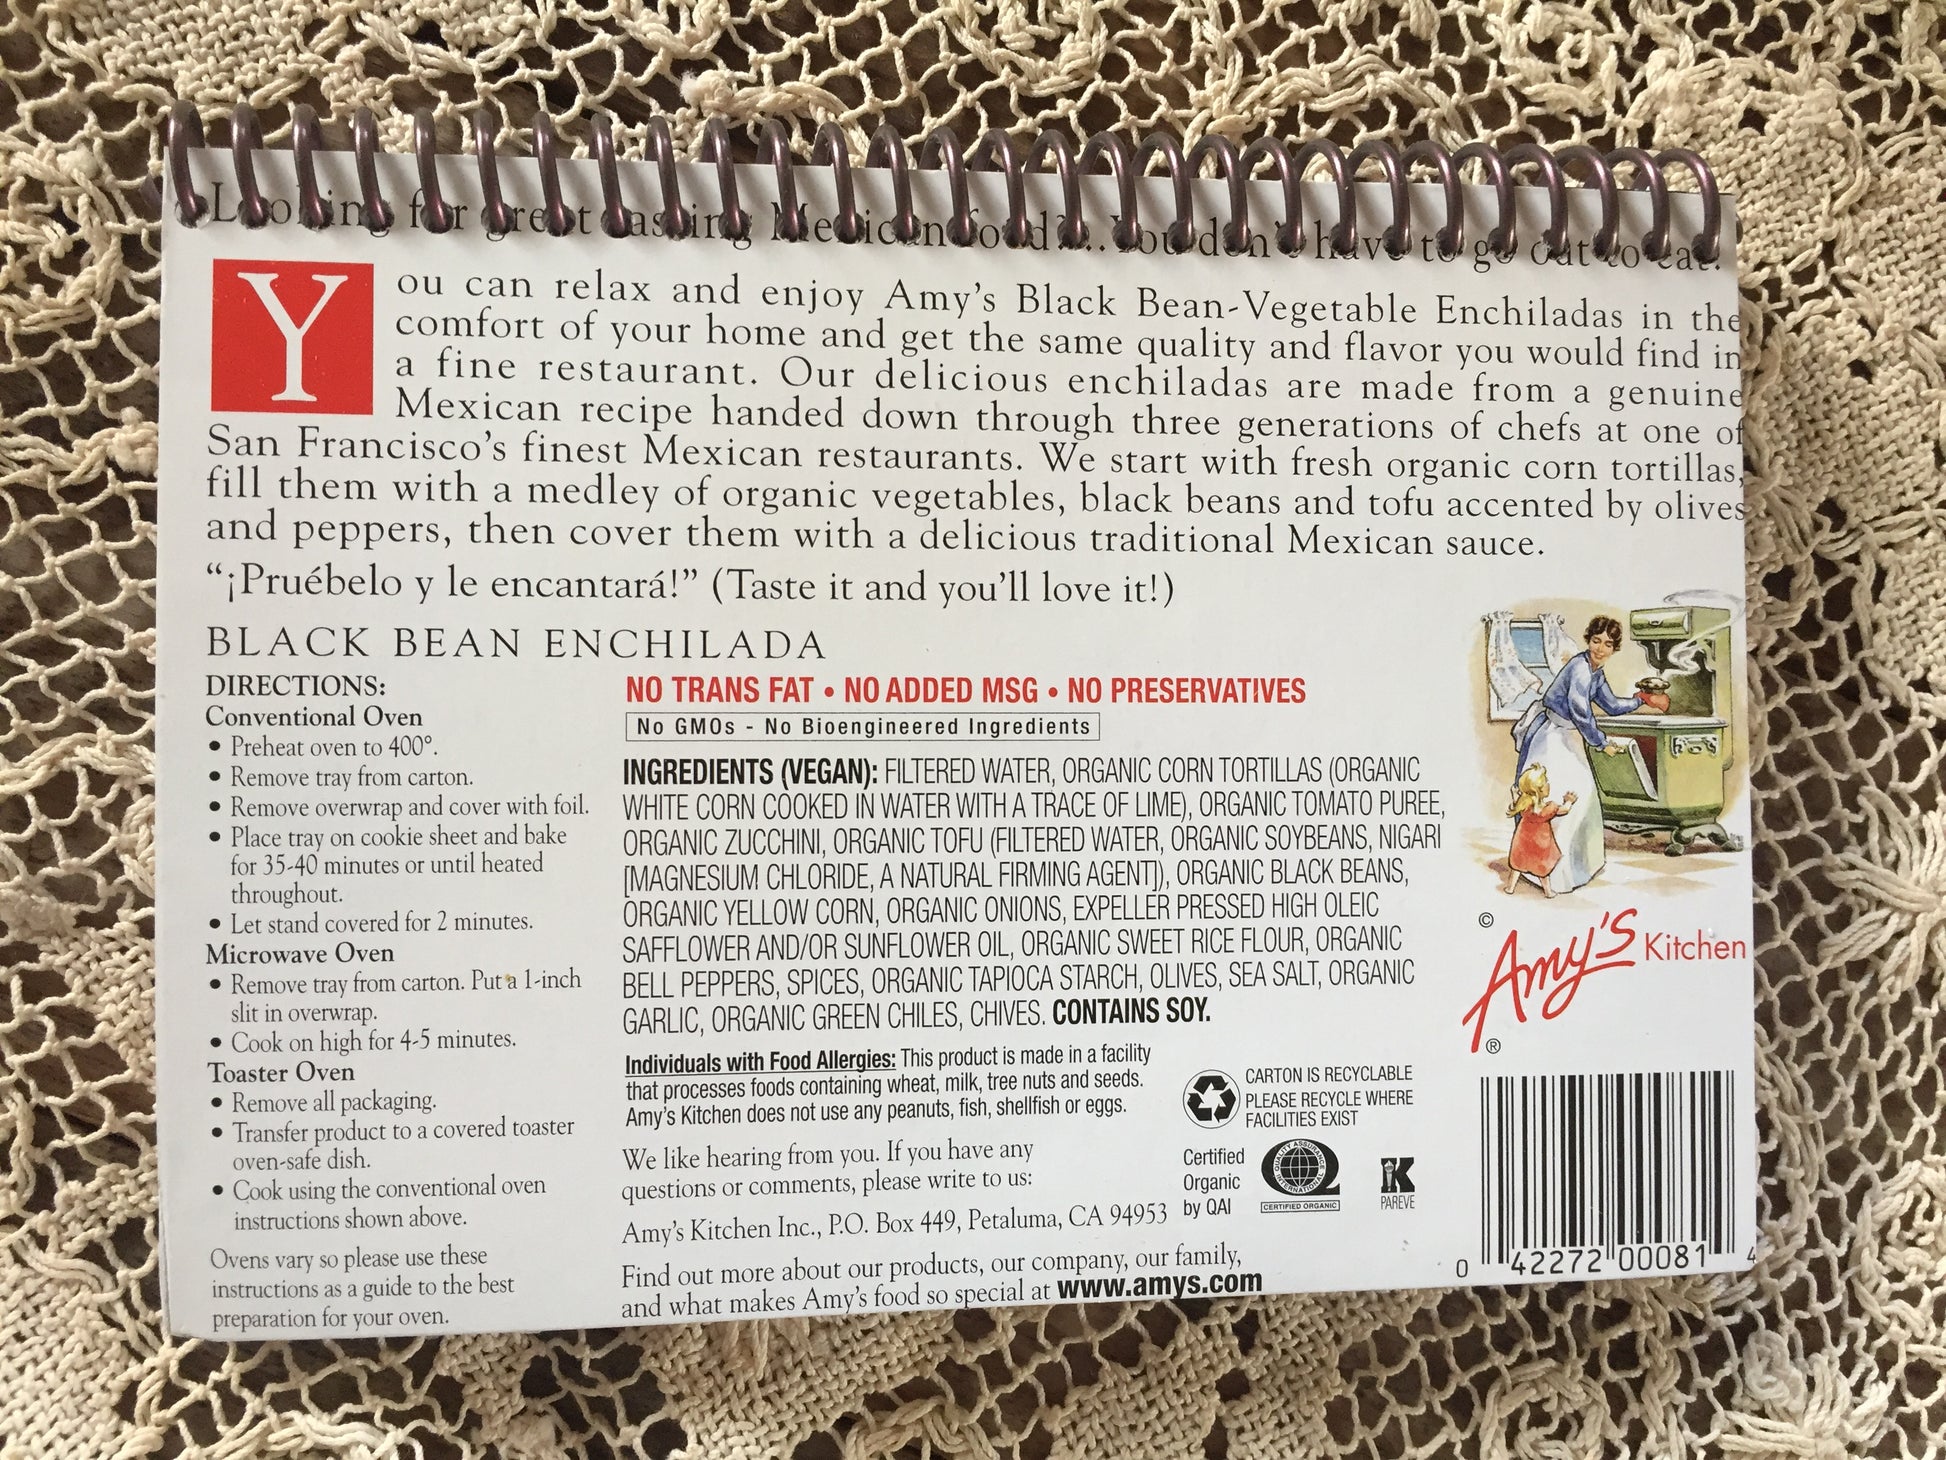 Looking for great tasting Mexican food?...You don't have to go out to eat.
You can relax and enjoy Amy's Black Bean-Vegetable Enchiladas in the
comfort of your home and get the same quality and flavor you would find in
a fine restaurant. Our delicious enchiladas are made from a genuine
Mexican recipe handed down through three generations of chefs at one of
San Francisco's finest Mexican restaurants. We start with fresh organic corn tortillas,
fill them with a medley of organic vegetables, black beans and tofu accented by olives
and peppers, then cover them with a delicious traditional Mexican sauce.
“¡Pruébelo y le encantará!” (Taste it and you'll love it!)
BLACK BEAN ENCHILADA
DIRECTIONS:
Conventional Oven
• Preheat oven to 400°.
• Remove tray from carton.
• Remove overwrap and cover with foil.
• Place tray on cookie sheet and bake
for 35-40 minutes or until heated
throughout.
• Let stand covered for 2 minutes.
Microwave Oven
• Remove tray from carton. Put a 1-inch
slit in overwrap.
• Cook on high for 4-5 minutes.
Toaster Oven
• Remove all packaging.
• Transfer product to a covered toaster
oven-safe dish.
• Cook using the conventional oven
instructions shown above.
Ovens vary so please use these
instructions as a guide to the best
preparation for your oven.
NO TRANS FAT • NO ADDED MSG • NO PRESERVATIVES
No GMOs - No Bioengineered Ingredients
INGREDIENTS (VEGAN): FILTERED WATER, ORGANIC CORN TORTILLAS (ORGANIC
WHITE CORN COOKED IN WATER WITH A TRACE OF LIME), ORGANIC TOMATO PUREE,
ORGANIC ZUCCHINI, ORGANIC TOFU (FILTERED WATER, ORGANIC SOYBEANS, NIGARI
[MAGNESIUM CHLORIDE, A NATURAL FIRMING AGENT]), ORGANIC BLACK BEANS,
ORGANIC YELLOW CORN, ORGANIC ONIONS, EXPELLER PRESSED HIGH OLEIC
SAFFLOWER AND/OR SUNFLOWER OIL, ORGANIC SWEET RICE FLOUR, ORGANIC
BELL PEPPERS, SPICES, ORGANIC TAPIOCA STARCH, OLIVES, SEA SALT, ORGANIC
GARLIC, ORGANIC GREEN CHILES, CHIVES. CONTAINS SOY.
Individuals with Food Allergies: This product is made in a facility
that processes foods containing wheat, milk, tree nuts and seeds.
Amy's Kitchen does not use any peanuts, fish, shellfish or eggs.
We like hearing from you. If you have any
questions or comments, please write to us:
Amy's Kitchen Inc., P.O. Box 449, Petaluma, CA 94953
Find out more about our products, our company, our family,
and what makes Amy's food so special at www.amys.com
CARTON IS RECYCLABLE
PLEASE RECYCLE WHERE
FACILITIES EXIST
Certified
Organic
by QAI
QUALITY ASSURANCE
INTERNATIONAL
CERTIFIED ORGANIC
K
PAREVE
©
Amy's Kitchen
®
0 42272 00081 4